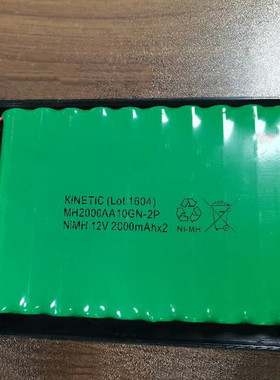 KINETIC (Lot.1604)
MH2000AA10GN-2P
NiMH 12V 2000mAhx2
NI-MH